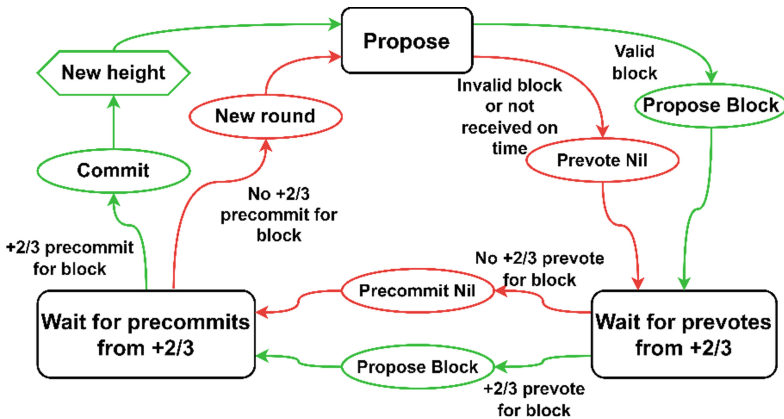 Propose
New height
Valid
block
Invalid block
or not
received on
time
Propose Block
New round
Prevote Nil
Commit
No +2/3
precommit for
block
+2/3 precommit
for block
No +2/3 prevote
for block
Precommit Nil
Wait for precommits
from +2/3
Wait for prevotes
from +2/3
Propose Block
+2/3 prevote
for block